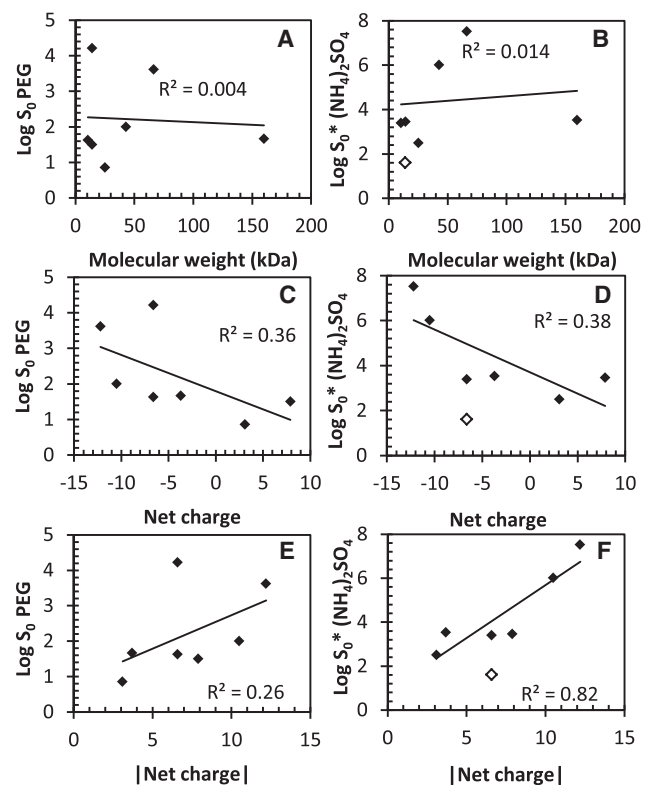 A
Log S₀ PEG
5
4
3
2
1
0
R² = 0.004
0 50 100 150 200
Molecular weight (kDa)
B
Log S₀* (NH₄)₂SO₄
8
6
4
2
0
R² = 0.014
0 50 100 150 200
Molecular weight (kDa)
C
Log S₀ PEG
5
4
3
2
1
0
R² = 0.36
-15 -10 -5 0 5 10
Net charge
D
Log S₀* (NH₄)₂SO₄
8
6
4
2
0
R² = 0.38
-15 -10 -5 0 5 10
Net charge
E
Log S₀ PEG
5
4
3
2
1
0
R² = 0.26
0 5 10 15
|Net charge|
F
Log S₀* (NH₄)₂SO₄
8
6
4
2
0
R² = 0.82
0 5 10 15
|Net charge|